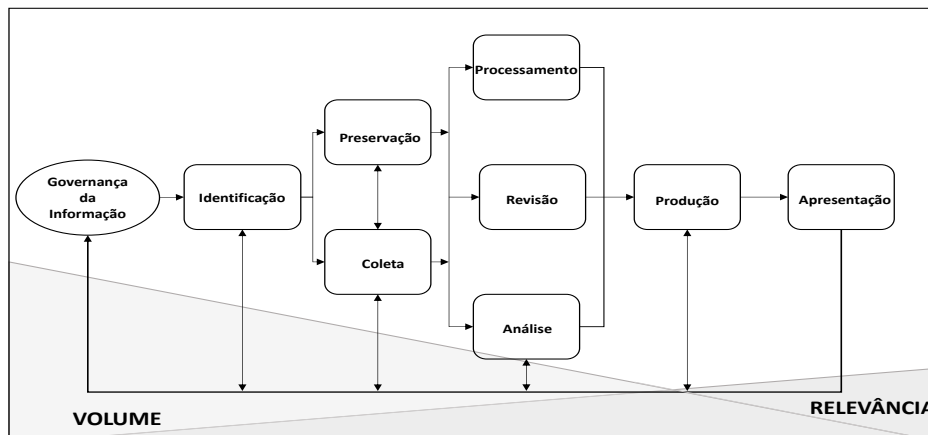 Governança
da
Informação
Identificação
Preservação
Coleta
Processamento
Revisão
Análise
Produção
Apresentação
VOLUME
RELEVÂNCIA